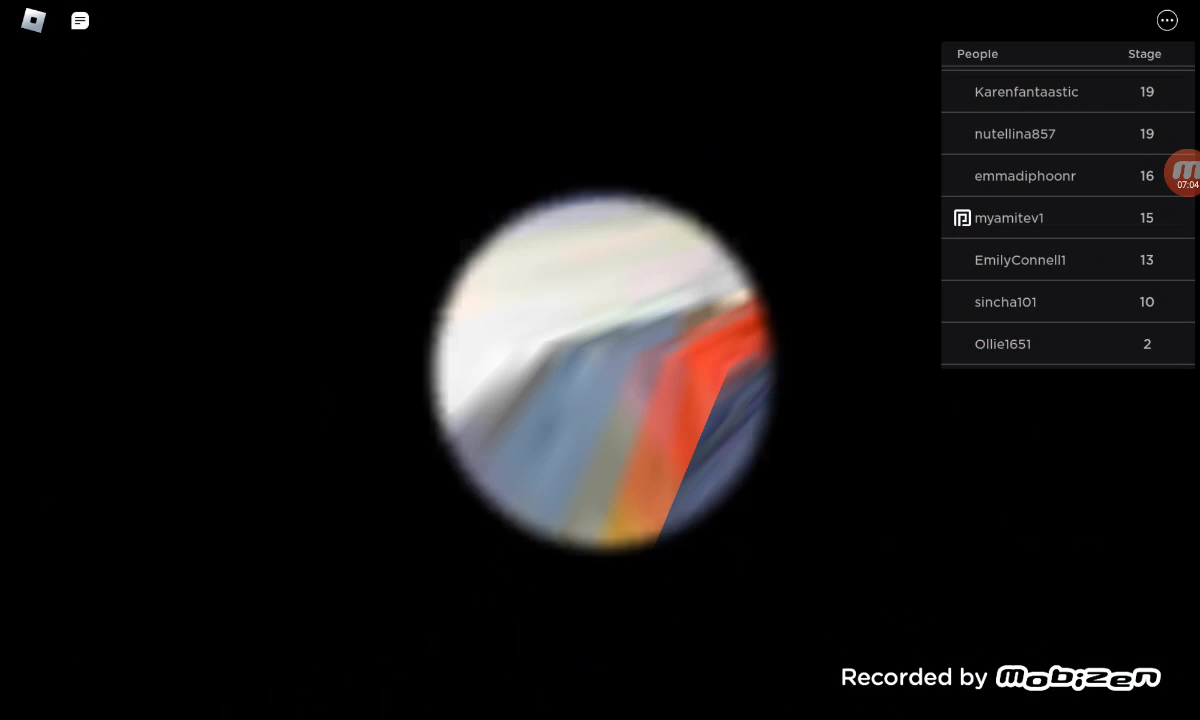 People Stage
Karenfantaastic 19
nutellina857 19
emmadiphoonr 16
myamitev1 15
EmilyConnell1 13
sincha101 10
Ollie1651 2
07:04
Recorded by mobizen